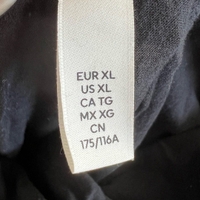 EUR XL
US XL
CA TG
MX XG
CN
175/116A